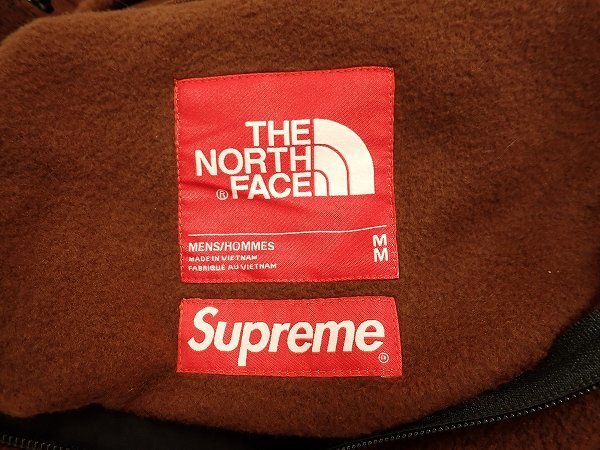 THE
NORTH
® FACE
MENS/HOMMES M
MADE IN VIETNAM M
FABRIQUÉ AU VIETNAM
Supreme ®